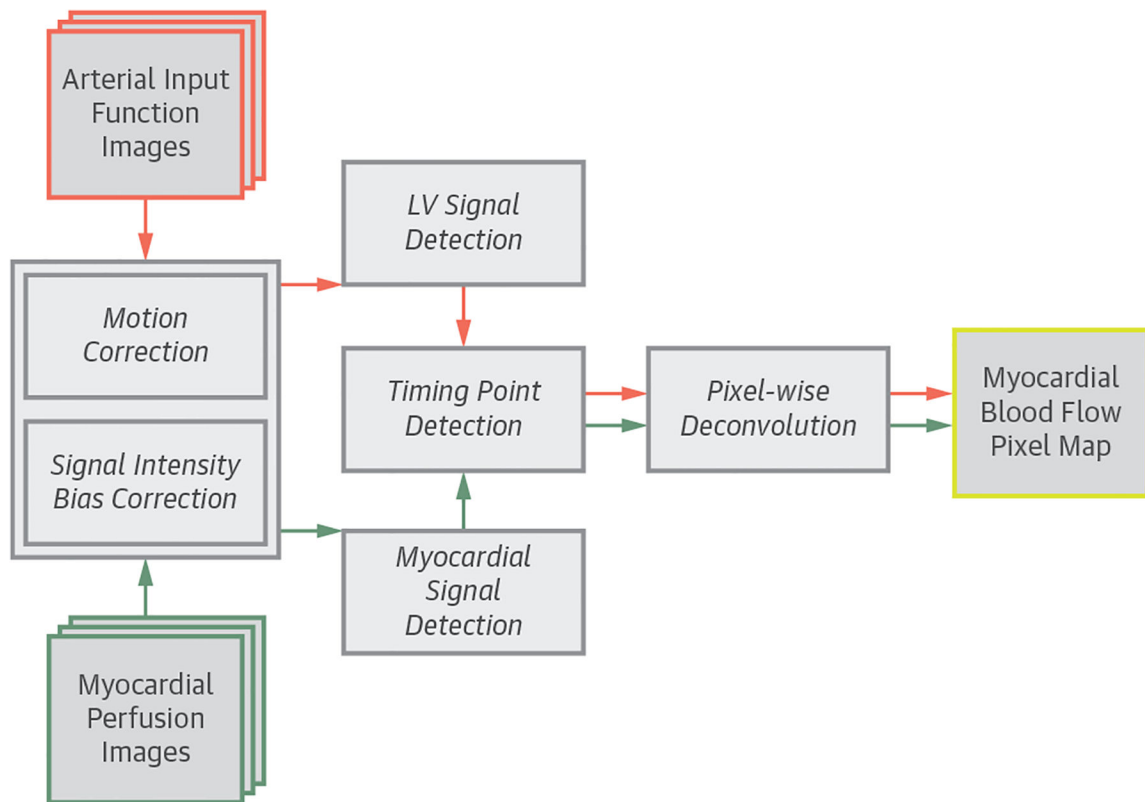 Arterial Input
Function
Images
LV Signal
Detection
Motion
Correction
Timing Point
Detection
Pixel-wise
Deconvolution
Myocardial
Blood Flow
Pixel Map
Signal Intensity
Bias Correction
Myocardial
Signal
Detection
Myocardial
Perfusion
Images